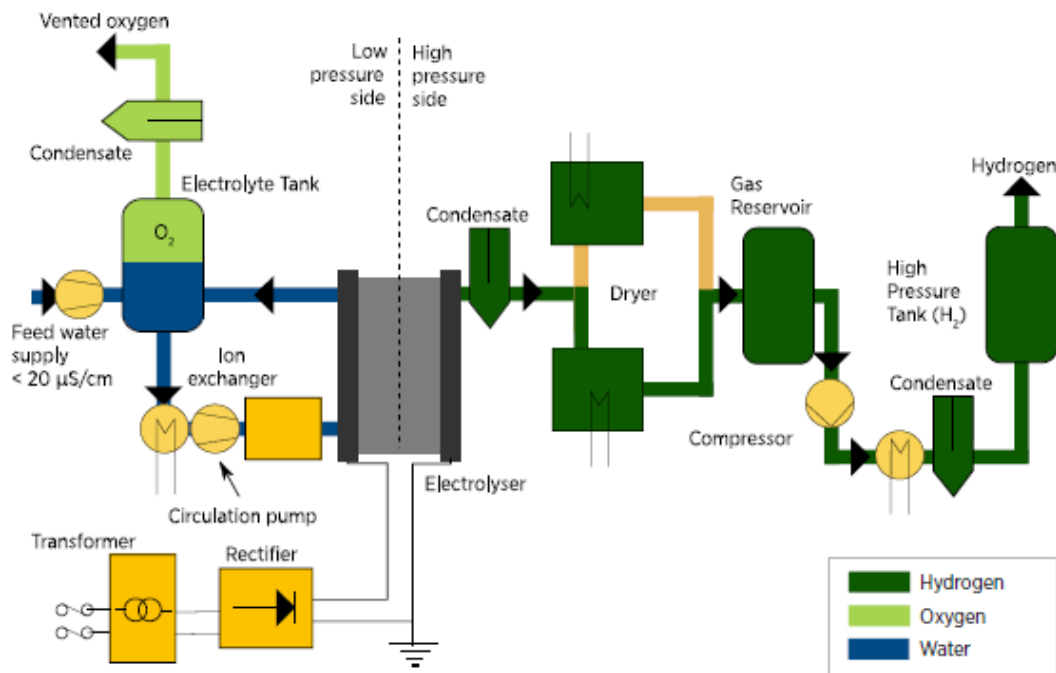 Vented oxygen
Low
pressure
side
High
pressure
side
Condensate
Electrolyte Tank
O₂
Feed water
supply
< 20 µS/cm
Ion
exchanger
Circulation pump
Transformer
Rectifier
Electrolyser
Condensate
Dryer
Gas
Reservoir
Compressor
Condensate
High
Pressure
Tank (H₂)
Hydrogen
Hydrogen
Oxygen
Water